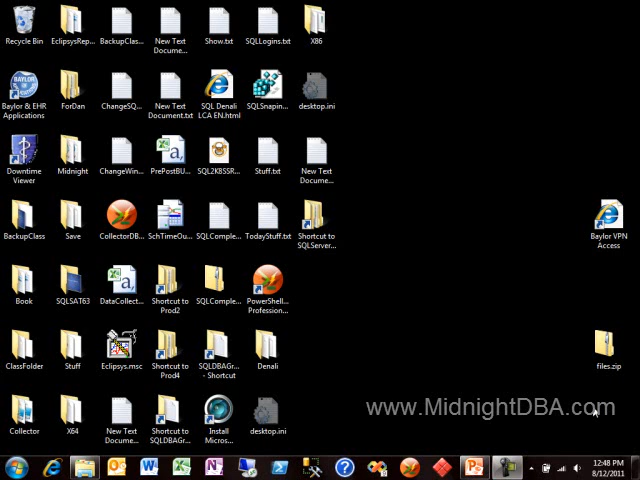 Recycle Bin
EclipsysRep...
BackupClas...
New Text
Docume...
Show.txt
SQLLogins.txt
X86
Baylor & EHR
Applications
ForDan
ChangeSQ...
New Text
Document.txt
SQL Denali
LCA EN.html
SQLSnapin...
desktop.ini
Downtime
Viewer
Midnight
ChangeWin...
PrePostBU...
SQL2K8SSR...
Stuff.txt
New Text
Docume...
BackupClass
Save
CollectorDB...
SchTimeOu...
SQLComple...
TodayStuff.txt
Shortcut to
SQLServer...
Baylor VPN
Access
Book
SQLSAT63
DataCollect...
Shortcut to
Prod2
SQLComple...
PowerShell...
Profession...
ClassFolder
Stuff
Eclipsys.msc
Shortcut to
Prod4
SQLDBAGr...
- Shortcut
Denali
files.zip
Collector
X64
New Text
Docume...
Shortcut to
SQLDBAGr...
Install
Micros...
desktop.ini
www.MidnightDBA.com
12:48 PM
8/12/2011